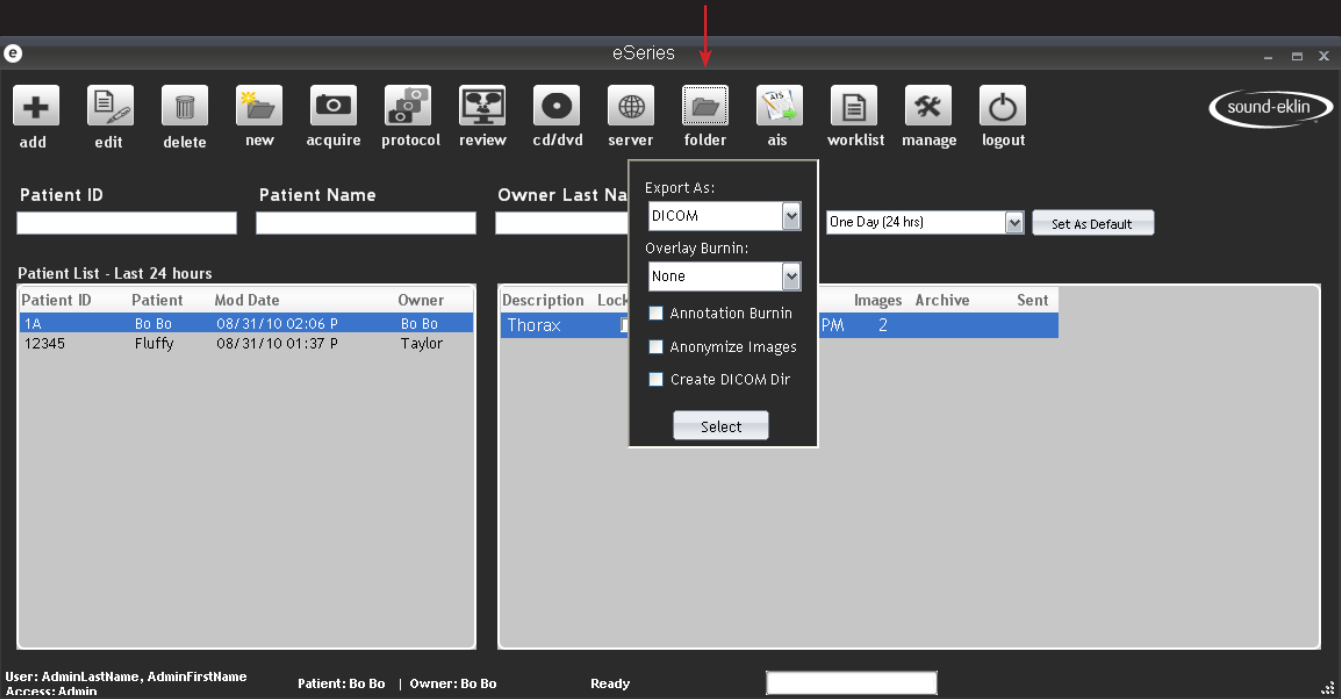 e
eSeries
AIS
add edit delete new acquire protocol review cd/dvd server folder ais worklist manage logout
sound-eklin
Patient ID Patient Name Owner Last Na
Export As:
DICOM
One Day (24 hrs) Set As Default
Overlay Burnin:
None
Patient List - Last 24 hours
Patient ID Patient Mod Date Owner
1A Bo Bo 08/31/10 02:06 P Bo Bo
12345 Fluffy 08/31/10 01:37 P Taylor
Description Lock Images Archive Sent
Thorax PM 2
Annotation Burnin
Anonymize Images
Create DICOM Dir
Select
User: AdminLastName, AdminFirstName
Access: Admin
Patient: Bo Bo | Owner: Bo Bo Ready